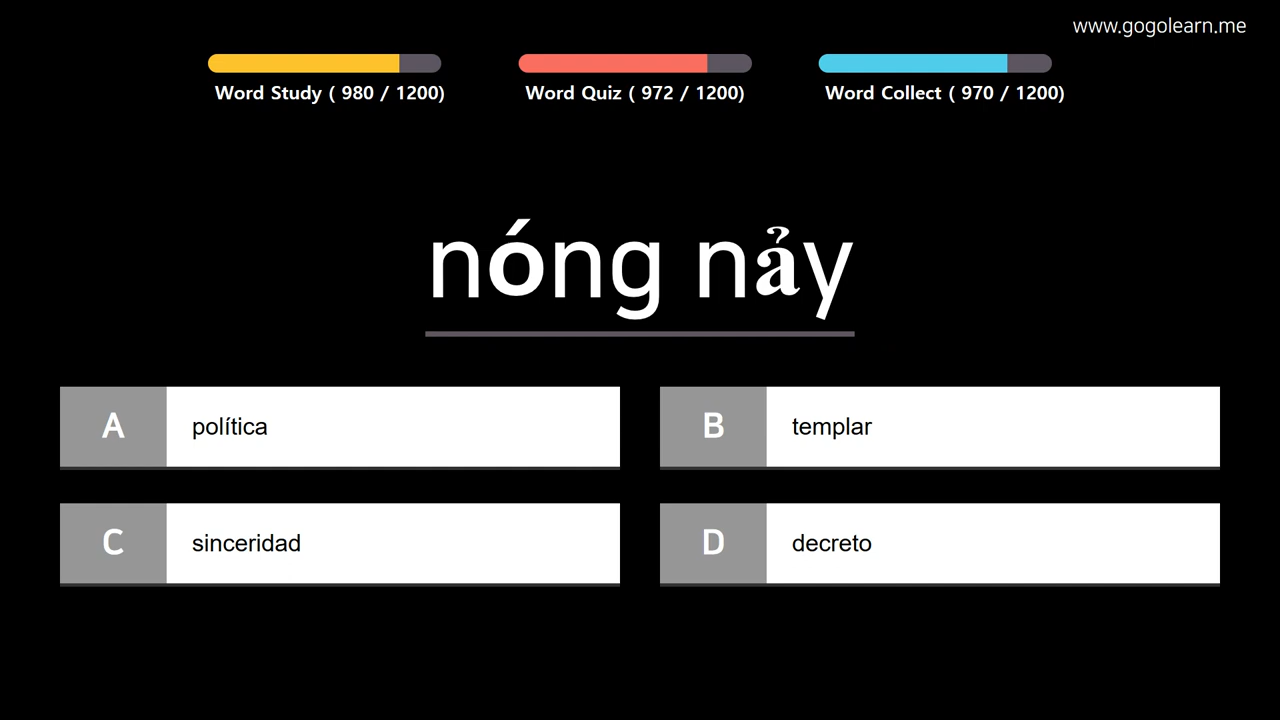 www.gogolearn.me
Word Study ( 980 / 1200)
Word Quiz ( 972 / 1200)
Word Collect ( 970 / 1200)
nóng nảy
A política
B templar
C sinceridad
D decreto